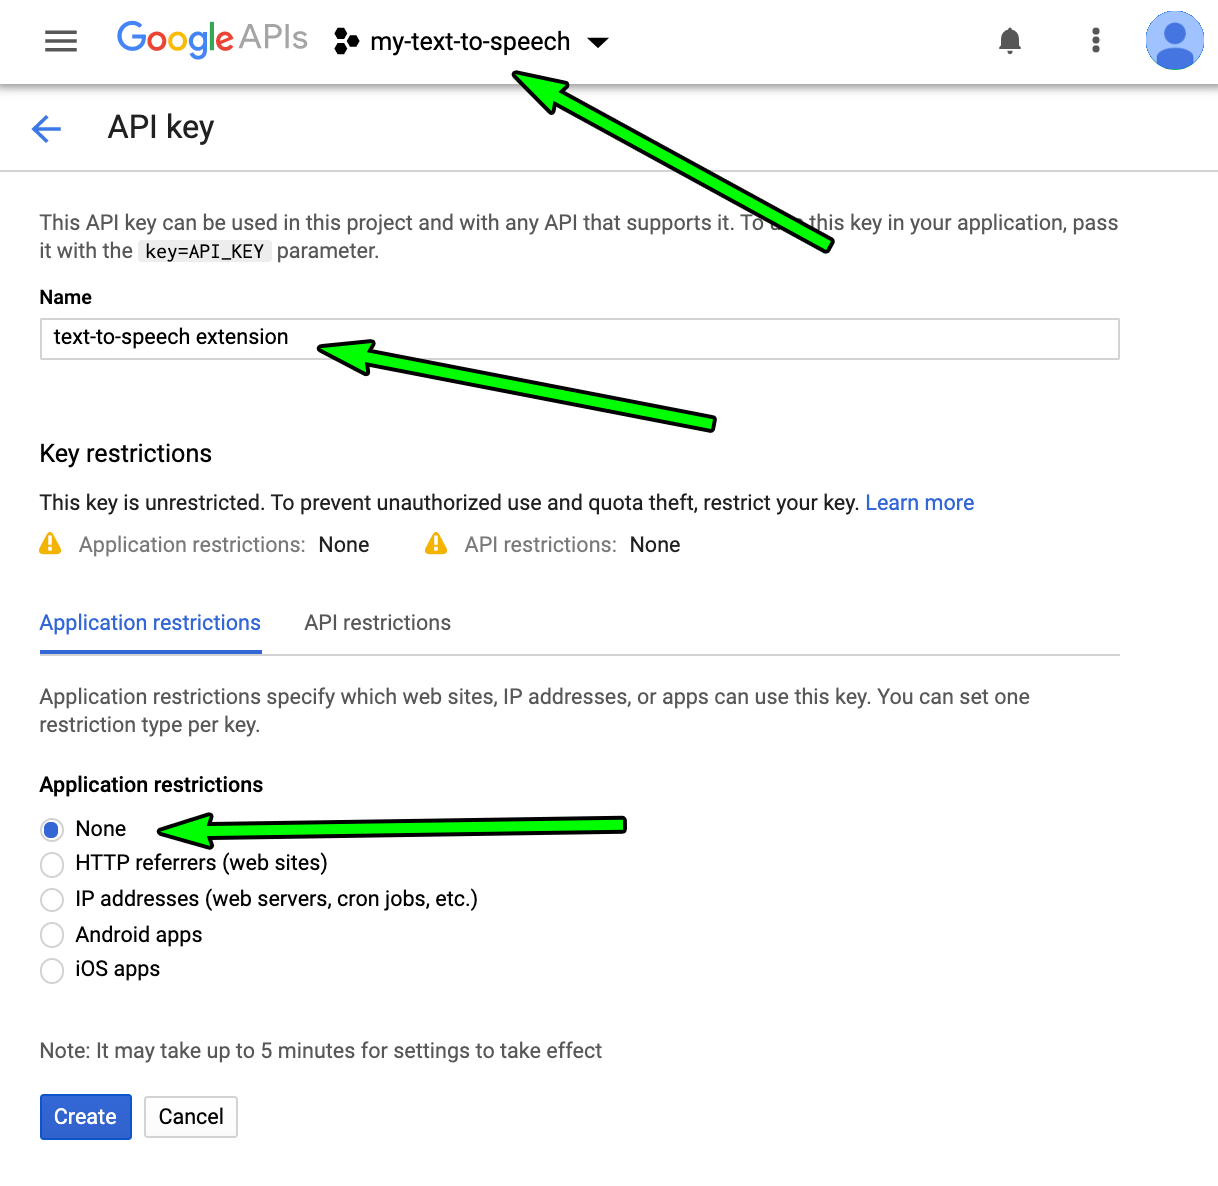 Google APIs my-text-to-speech
API key
This API key can be used in this project and with any API that supports it. To this key in your application, pass
it with the key=API_KEY parameter.
Name
text-to-speech extension
Key restrictions
This key is unrestricted. To prevent unauthorized use and quota theft, restrict your key. Learn more
Application restrictions: None API restrictions: None
Application restrictions API restrictions
Application restrictions specify which web sites, IP addresses, or apps can use this key. You can set one
restriction type per key.
Application restrictions
None
HTTP referrers (web sites)
IP addresses (web servers, cron jobs, etc.)
Android apps
iOS apps
Note: It may take up to 5 minutes for settings to take effect
Create Cancel